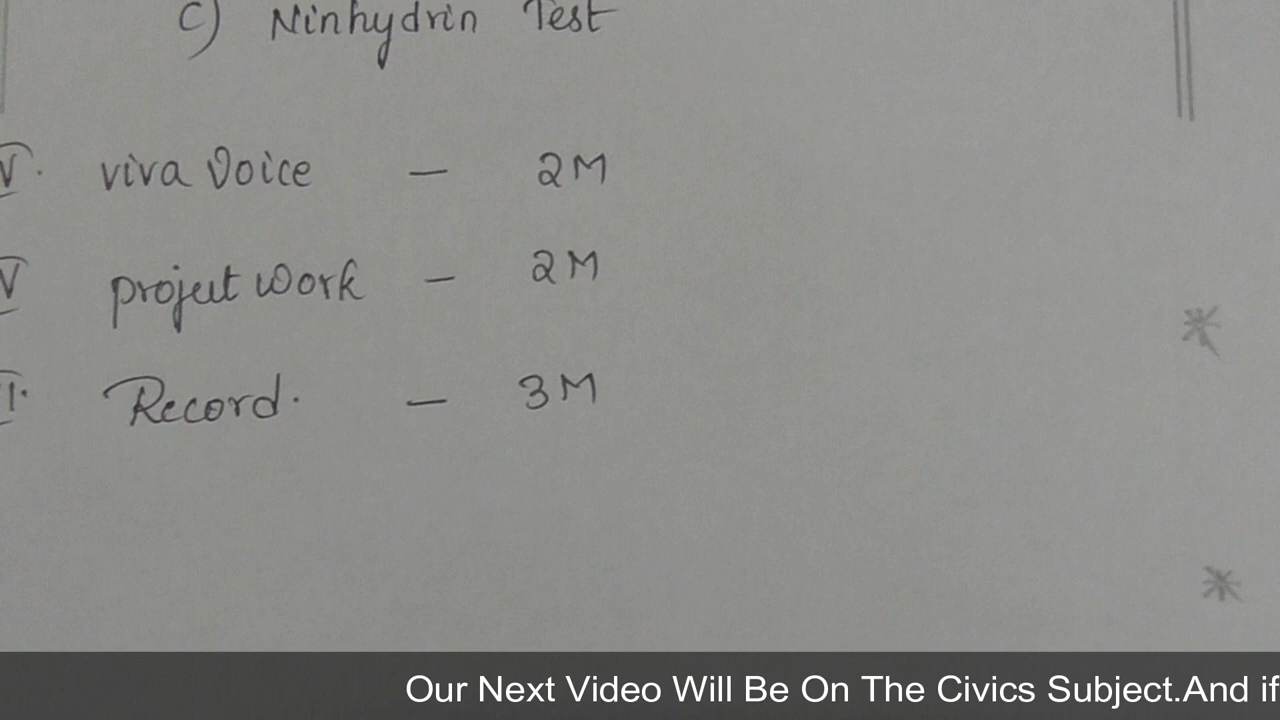 C) Ninhydrin Test
V. viva Voice - 2M
V project work - 2M
I. Record. - 3M
Our Next Video Will Be On The Civics Subject.And if